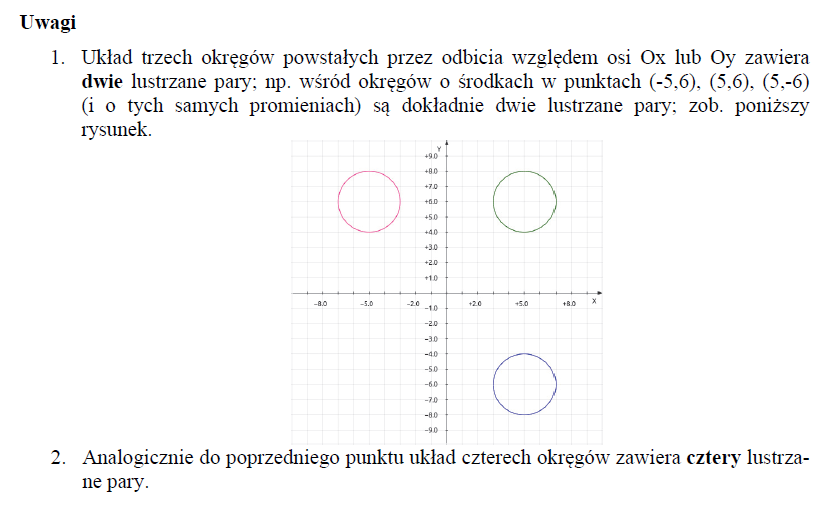 Uwagi
1. Układ trzech okręgów powstałych przez odbicia względem osi Ox lub Oy zawiera
dwie lustrzane pary; np. wśród okręgów o środkach w punktach (-5,6), (5,6), (5,-6)
(i o tych samych promieniach) są dokładnie dwie lustrzane pary; zob. poniższy
rysunek.
Y
+9.0
+8.0
+7.0
+6.0
+5.0
+4.0
+3.0
+2.0
+1.0
-8.0 -5.0 -2.0 +2.0 +5.0 +8.0 X
-1.0
-2.0
-3.0
-4.0
-5.0
-6.0
-7.0
-8.0
-9.0
2. Analogicznie do poprzedniego punktu układ czterech okręgów zawiera cztery lustrza-
ne pary.